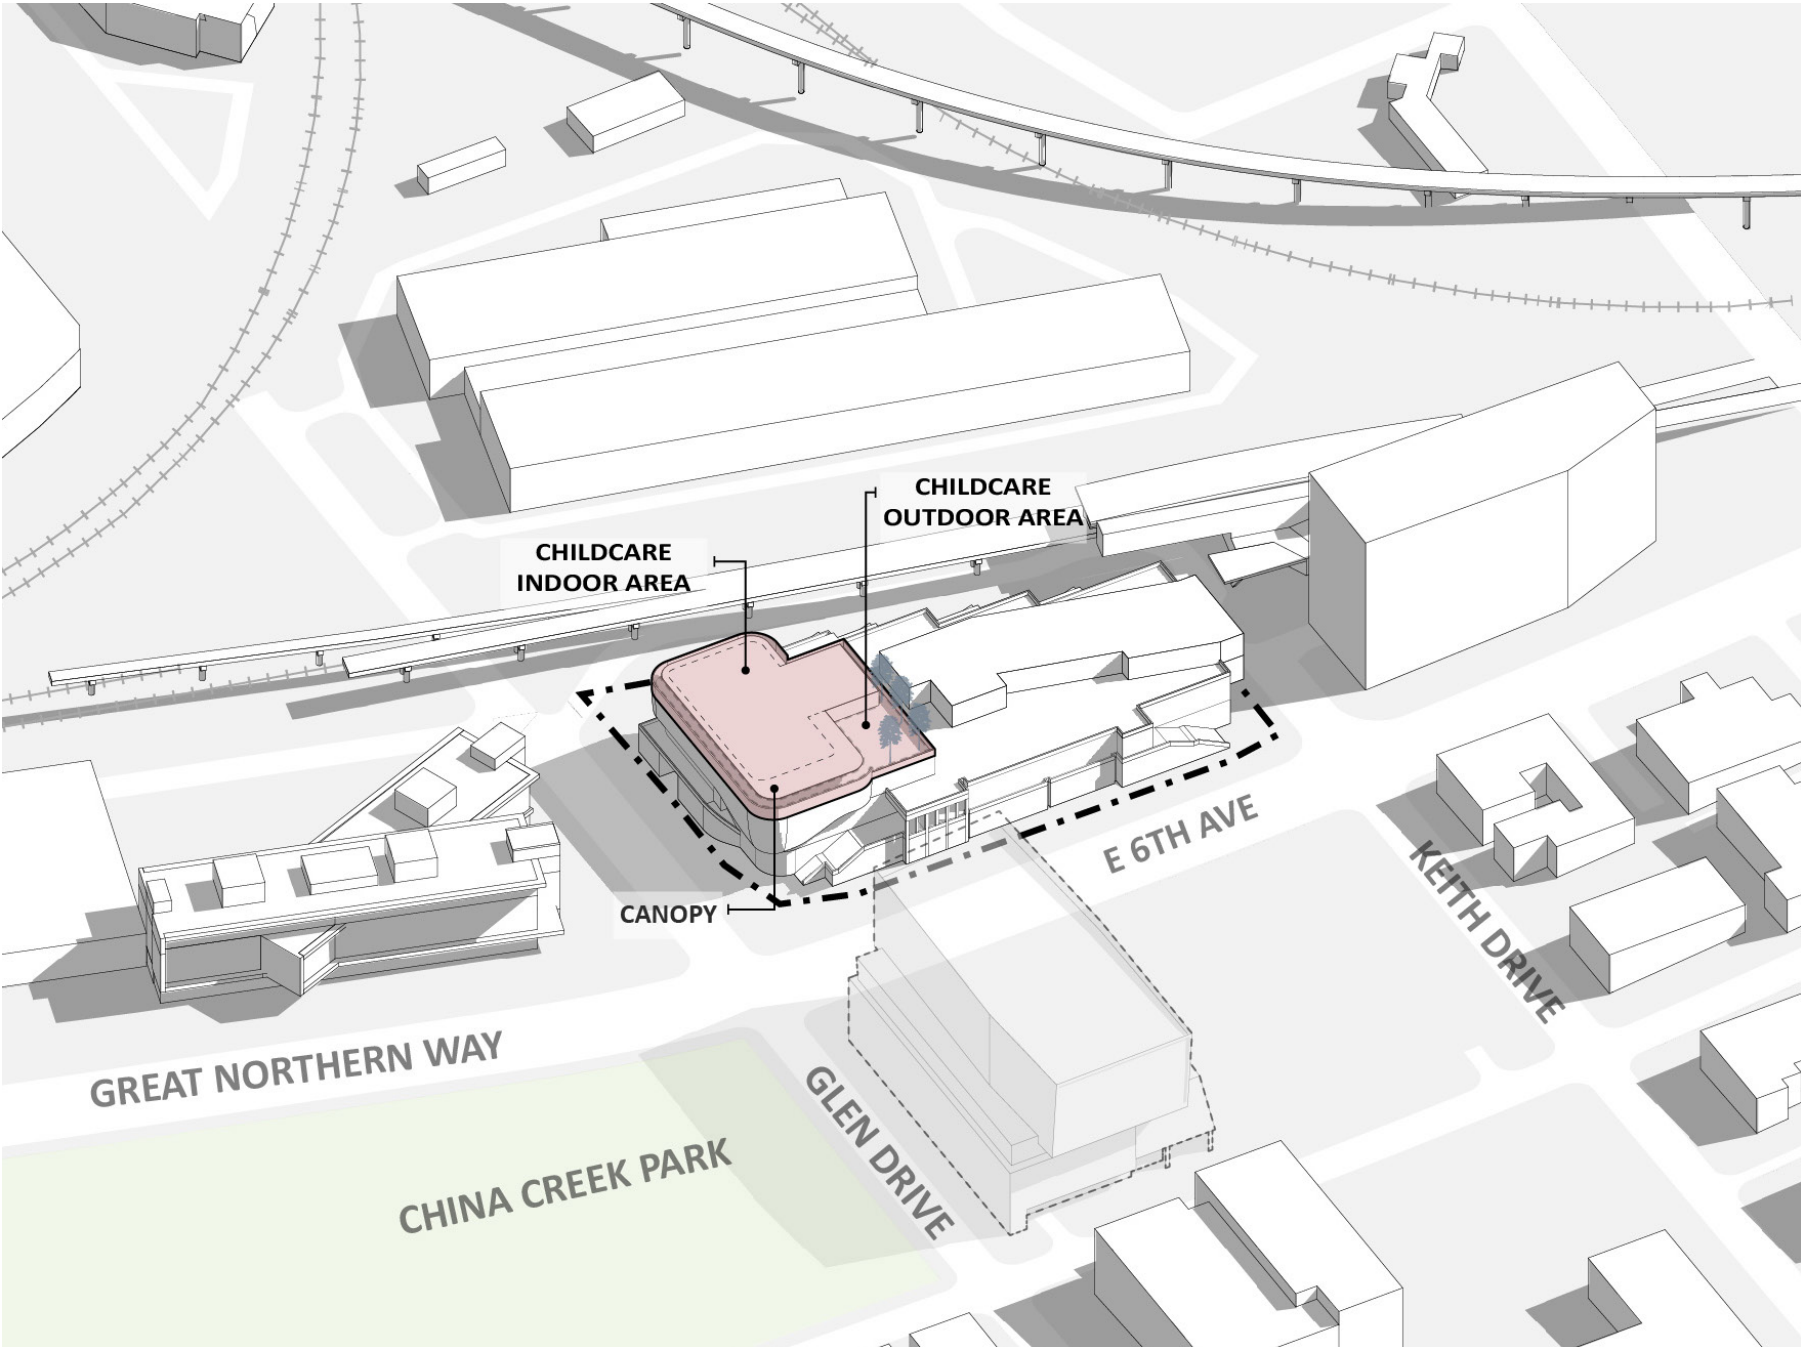 CHILDCARE
OUTDOOR AREA
CHILDCARE
INDOOR AREA
CANOPY
E 6TH AVE
KEITH DRIVE
GREAT NORTHERN WAY
GLEN DRIVE
CHINA CREEK PARK